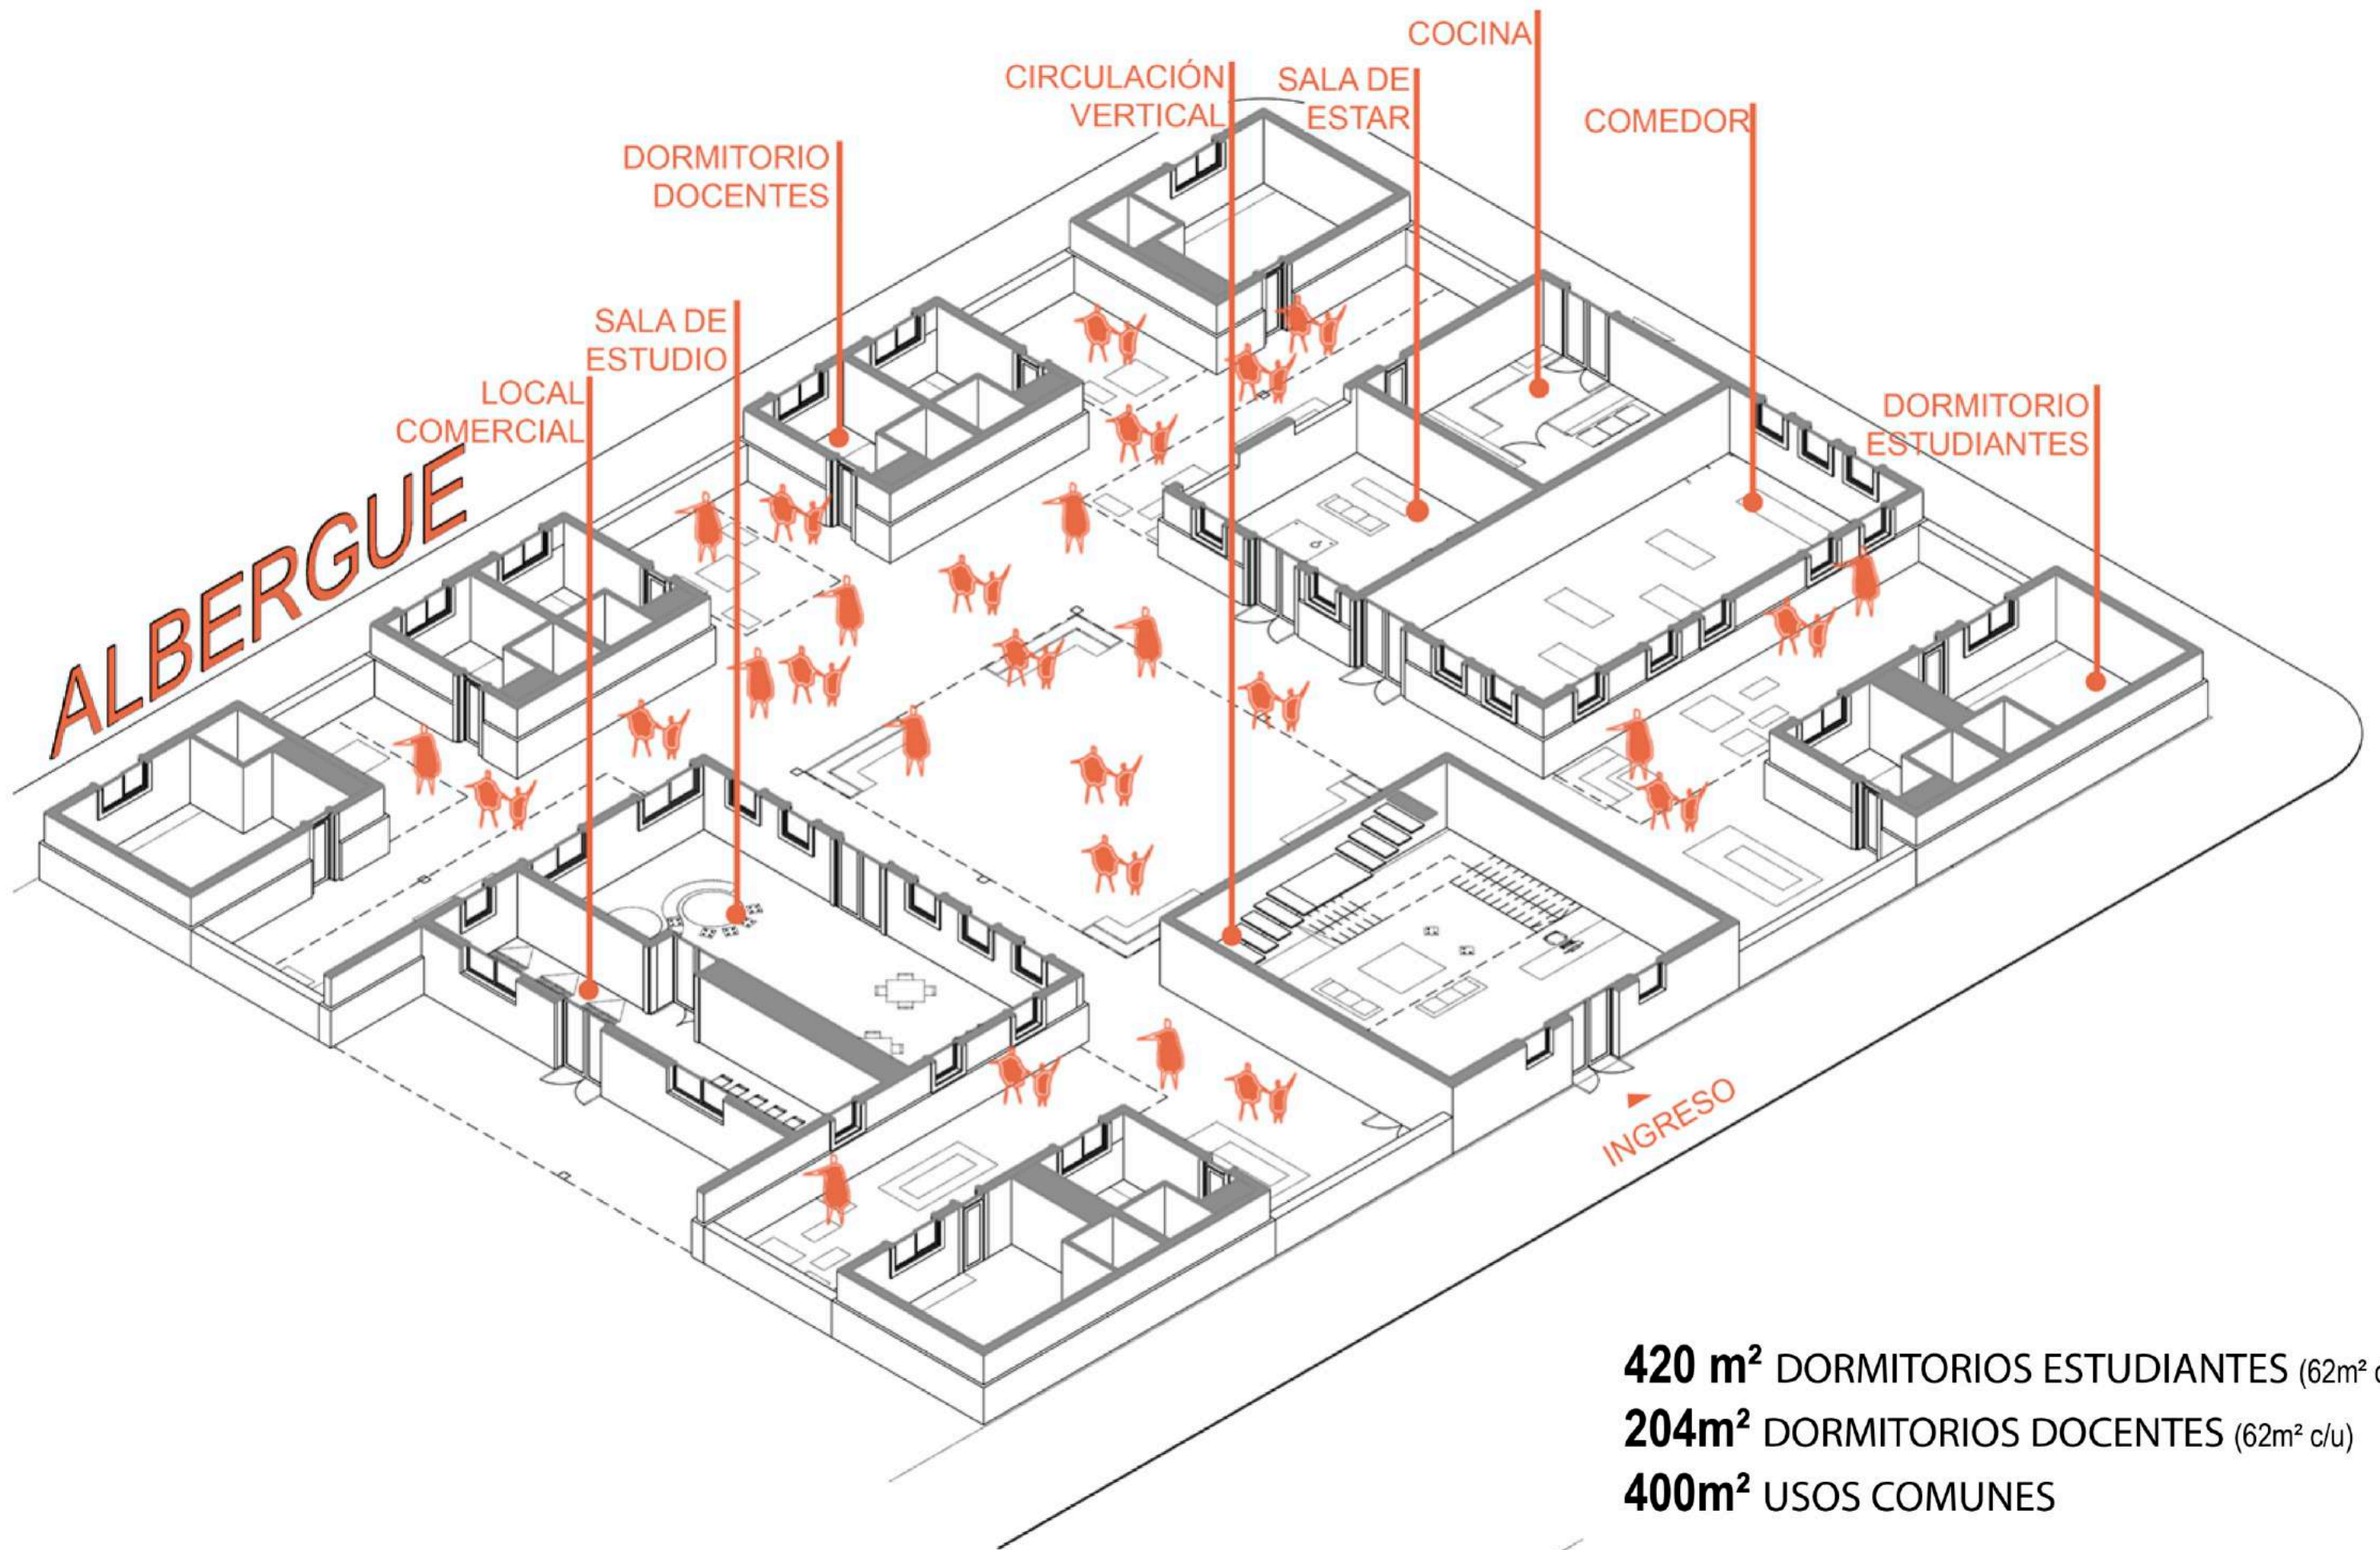 COCINA
CIRCULACIÓN
VERTICAL
SALA DE
ESTAR
COMEDOR
DORMITORIO
DOCENTES
SALA DE
ESTUDIO
LOCAL
COMERCIAL
DORMITORIO
ESTUDIANTES
ALBERGUE
INGRESO
420 m² DORMITORIOS ESTUDIANTES (62m²
204m² DORMITORIOS DOCENTES (62m² c/u)
400m² USOS COMUNES